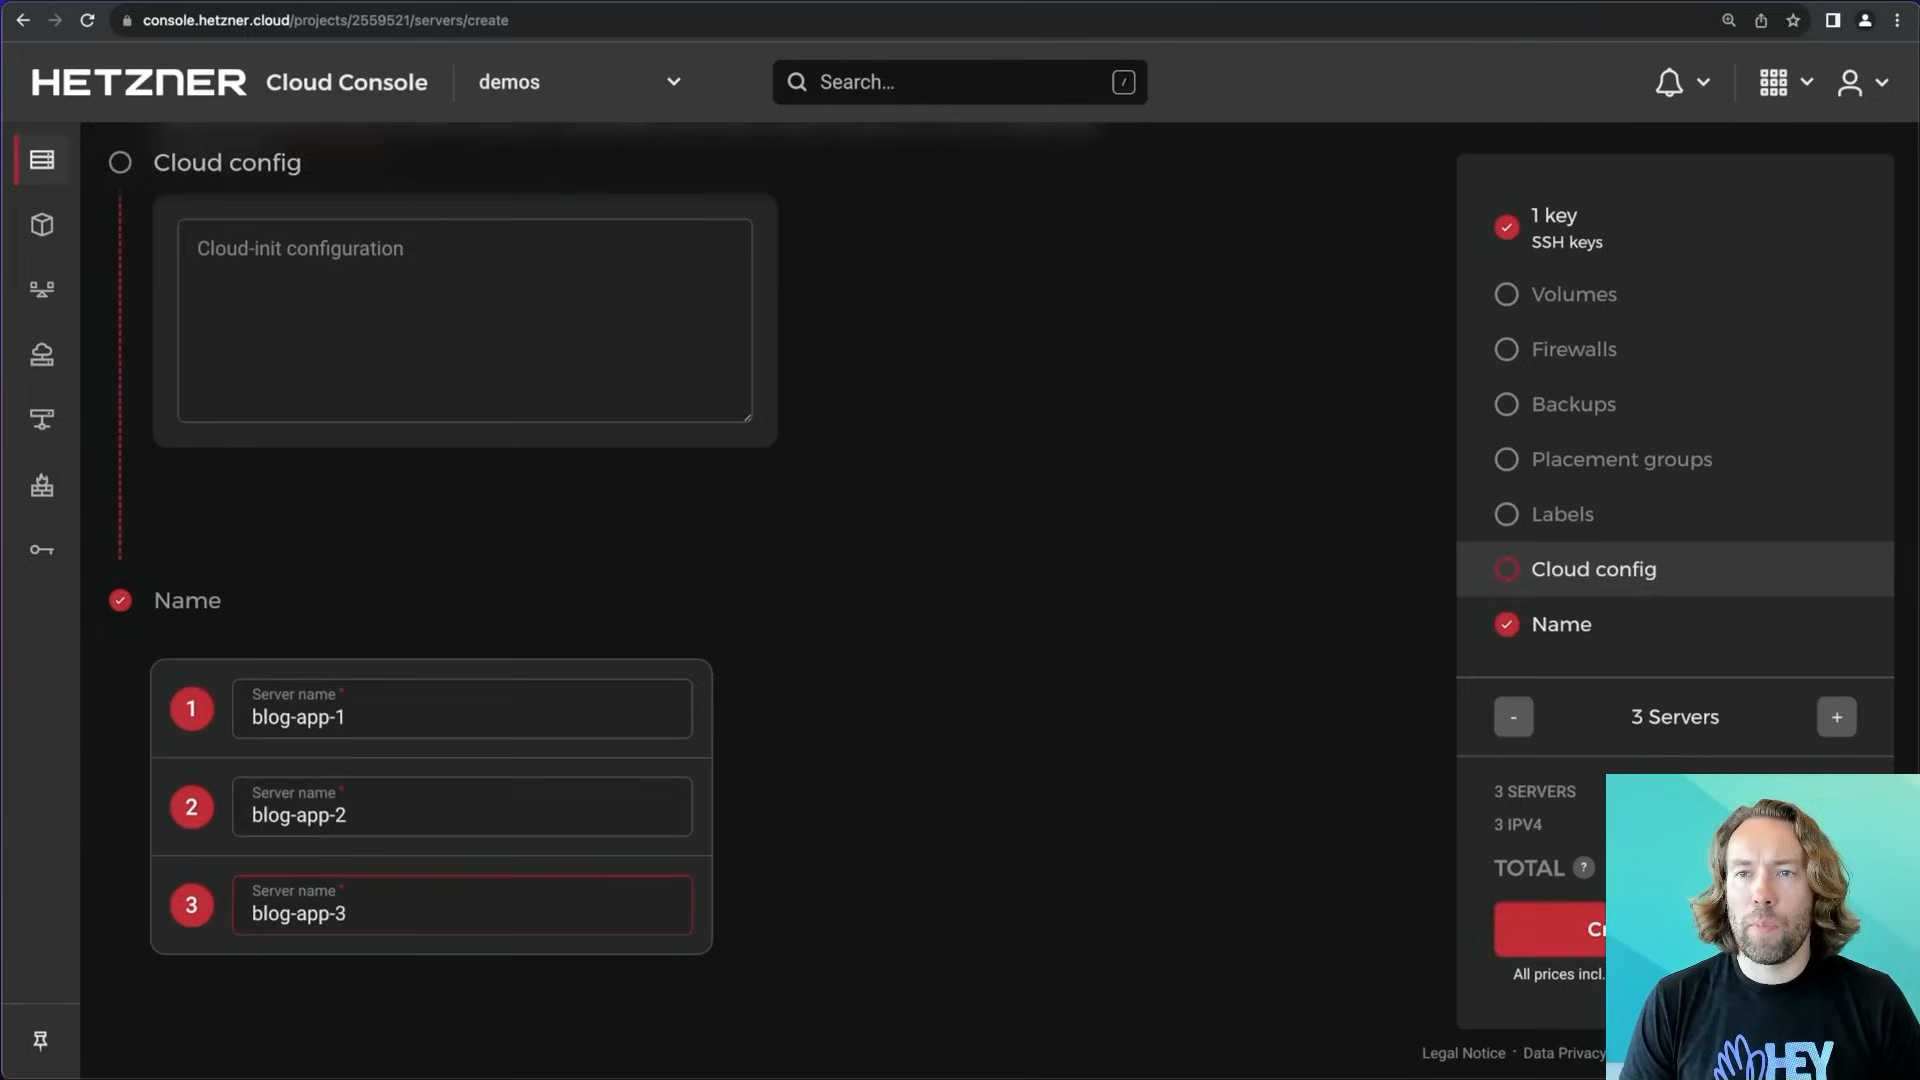 console.hetzner.cloud/projects/2559521/servers/create
HETZNER Cloud Console demos Search... /
Cloud config
Cloud-init configuration
Name
1 Server name *
blog-app-1
2 Server name *
blog-app-2
3 Server name *
blog-app-3
1 key
SSH keys
Volumes
Firewalls
Backups
Placement groups
Labels
Cloud config
Name
- 3 Servers +
3 SERVERS
3 IPV4
TOTAL ?
All prices incl.
Legal Notice · Data Privacy
HEY